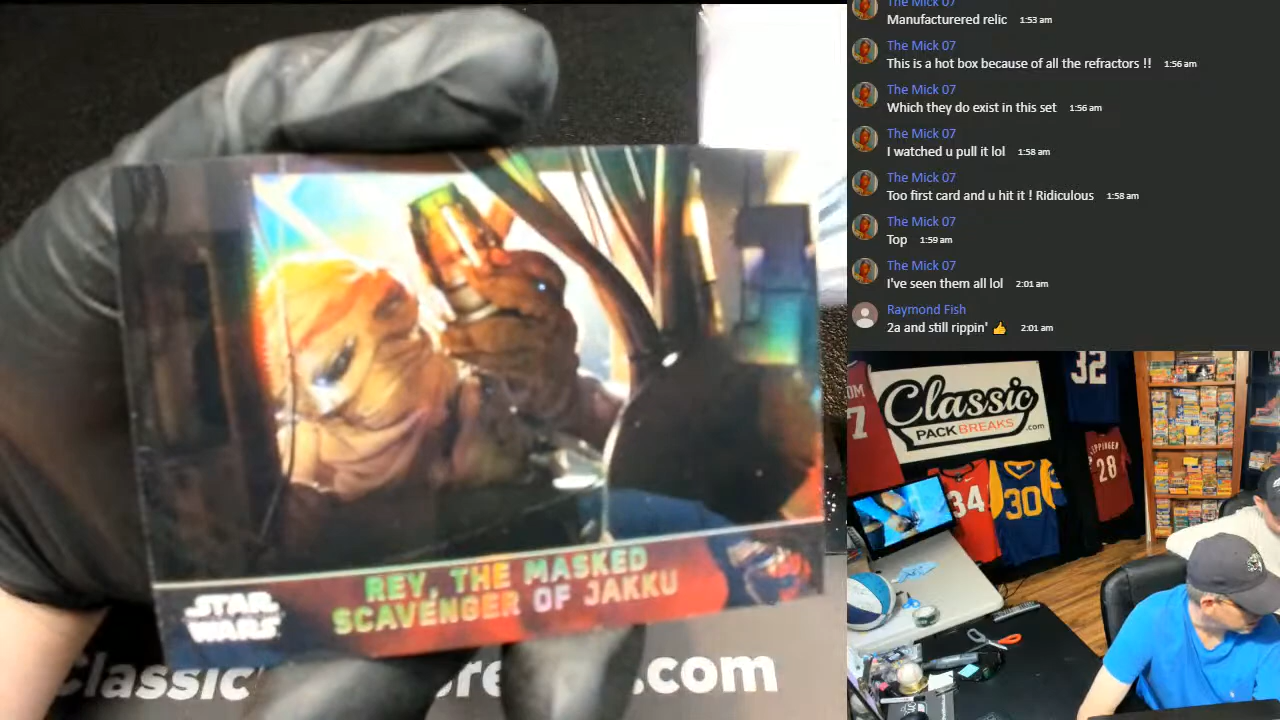 REY, THE MASKED
SCAVENGER OF JAKKU
STAR
WARS
Classic
.com
The Mick 07
Manufacturered relic 1:53 am
The Mick 07
This is a hot box because of all the refractors !! 1:56 am
The Mick 07
Which they do exist in this set 1:56 am
The Mick 07
I watched u pull it lol 1:58 am
The Mick 07
Too first card and u hit it ! Ridiculous 1:58 am
The Mick 07
Top 1:59 am
The Mick 07
I've seen them all lol 2:01 am
Raymond Fish
2a and still rippin' 👍 2:01 am
Classic
PACK BREAKS .com
32
7
34
30
28